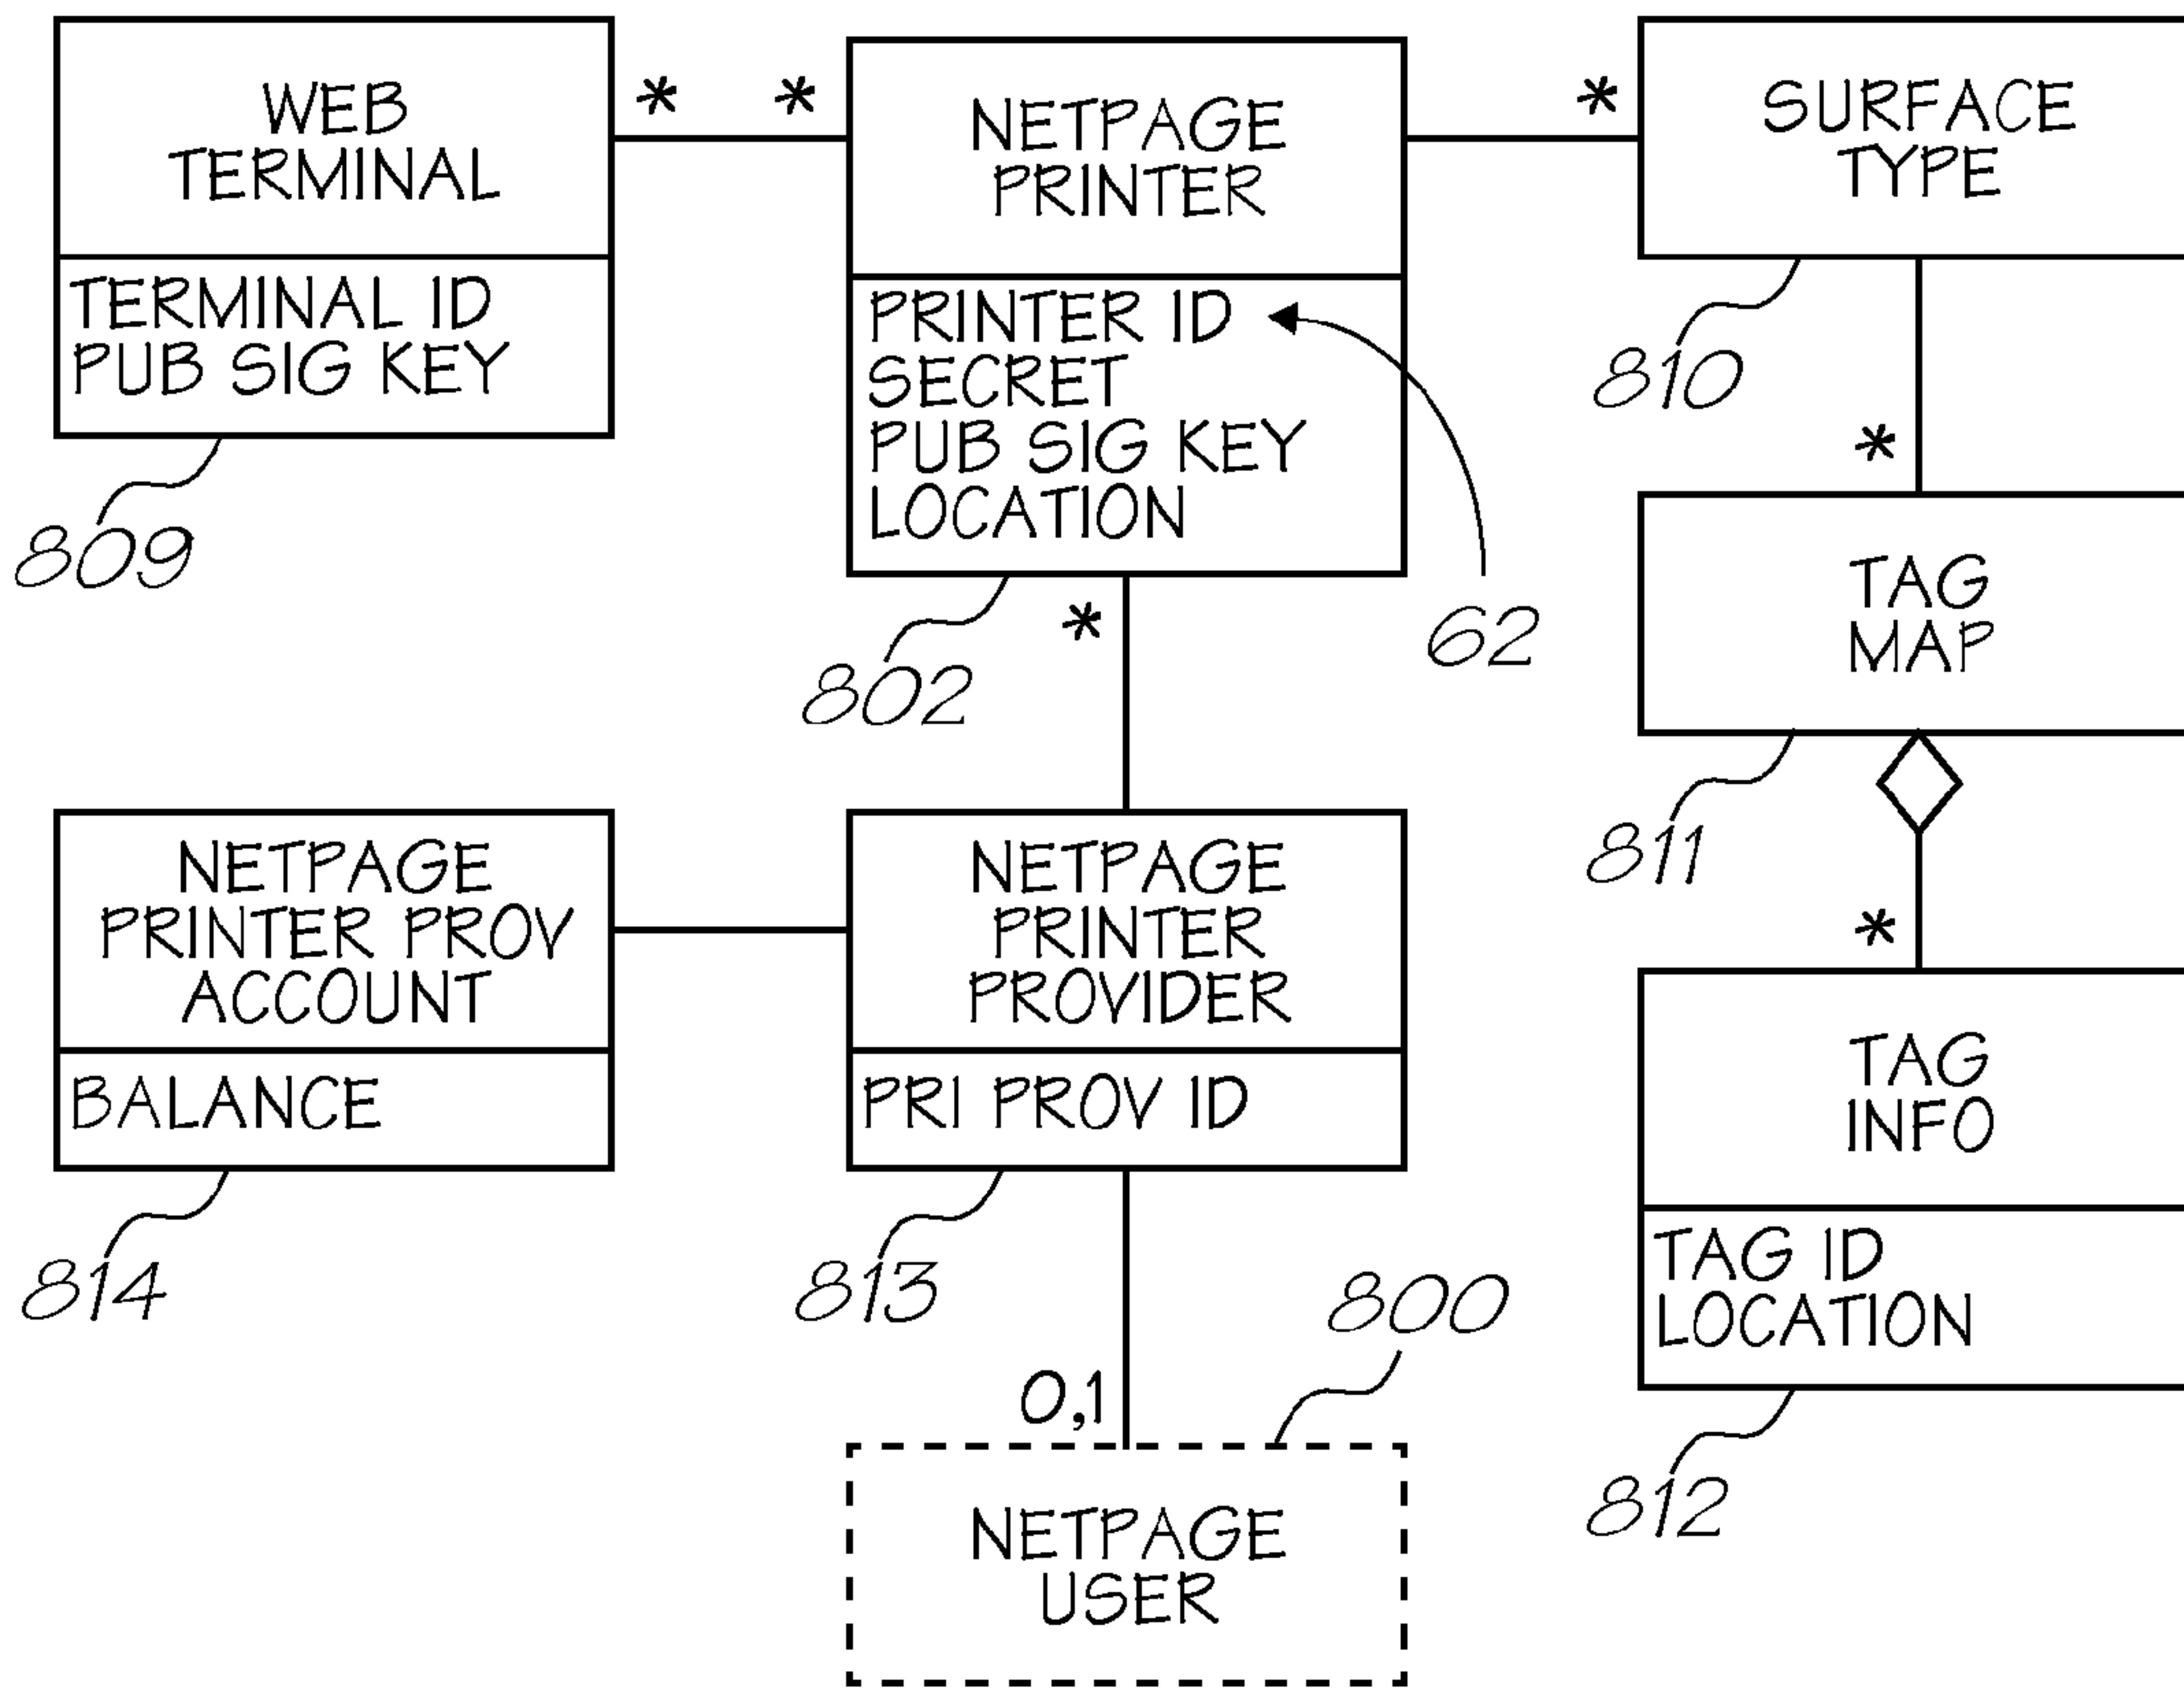 WEB
TERMINAL
TERMINAL ID
PUB SIG KEY
809
* *
NETPAGE
PRINTER
PRINTER ID
SECRET
PUB SIG KEY
LOCATION
802
*
62
*
SURFACE
TYPE
810
*
TAG
MAP
811
*
NETPAGE
PRINTER PROV
ACCOUNT
BALANCE
814
NETPAGE
PRINTER
PROVIDER
PRI PROV ID
813
800
0,1
NETPAGE
USER
TAG
INFO
TAG ID
LOCATION
812